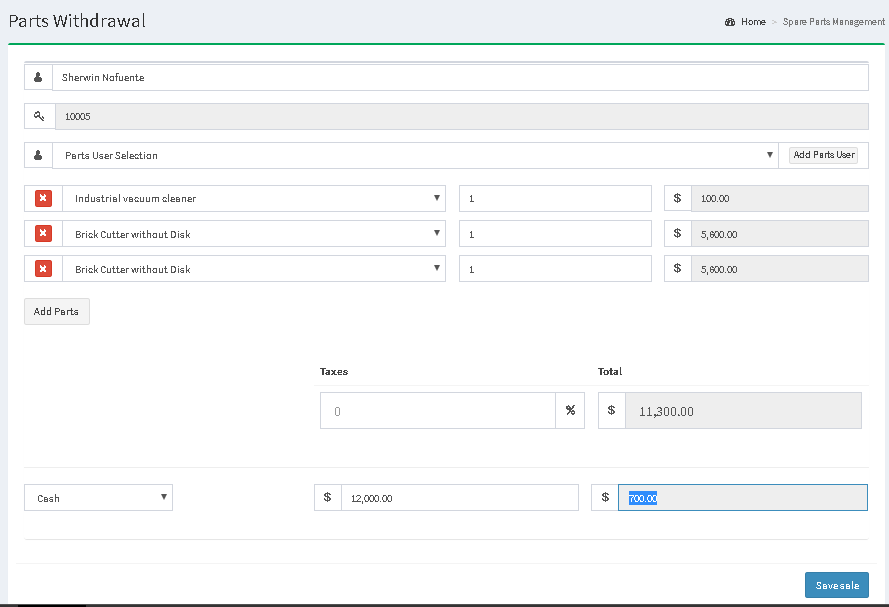 Parts Withdrawal
Home > Spare Parts Management
Sherwin Nofuente
10005
Parts User Selection ▼ Add Parts User
Industrial vacuum cleaner ▼ 1 $ 100.00
Brick Cutter without Disk ▼ 1 $ 5,600.00
Brick Cutter without Disk ▼ 1 $ 5,600.00
Add Parts
Taxes Total
0 % $ 11,300.00
Cash ▼ $ 12,000.00 $ 700.00
Save sale